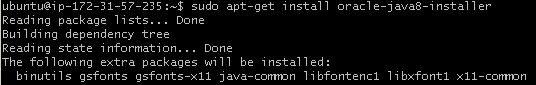 ubuntu@ip-172-31-57-235:~$ sudo apt-get install oracle-java8-installer
Reading package lists... Done
Building dependency tree
Reading state information... Done
The following extra packages will be installed:
  binutils gsfonts gsfonts-x11 java-common libfontenc1 libxfont1 x11-common